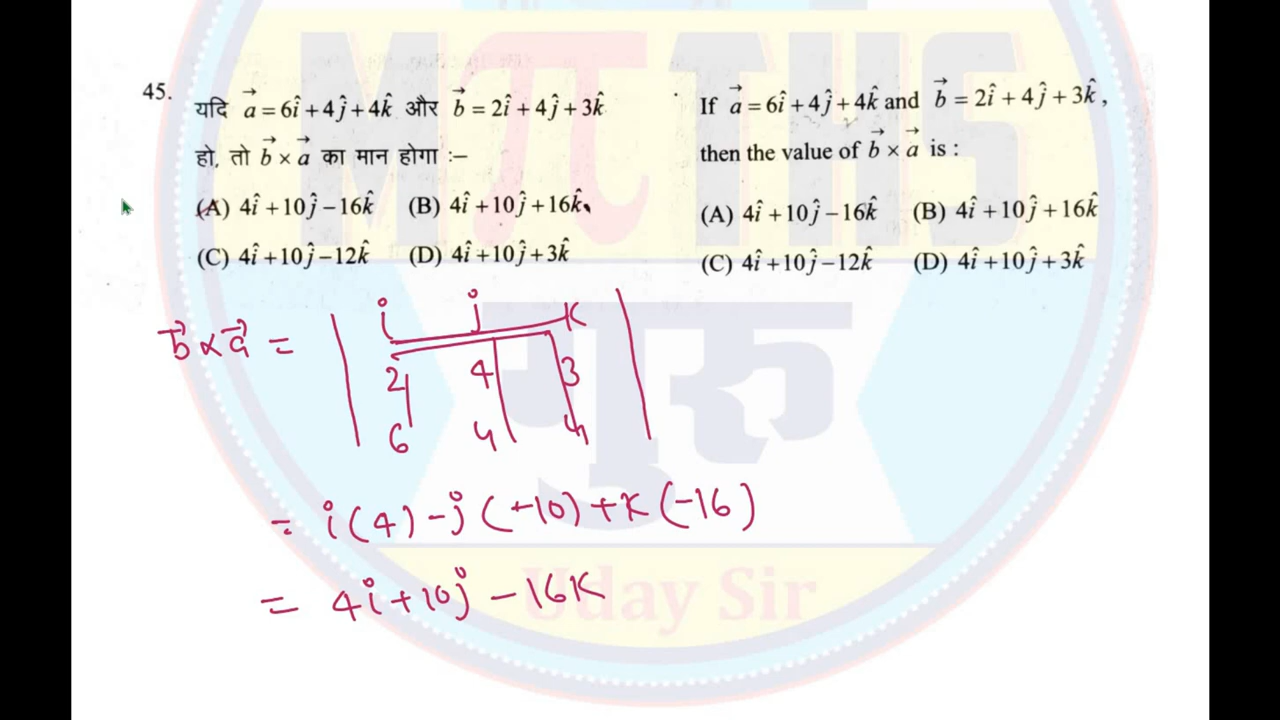 45.
यदि a⃗ = 6î + 4ĵ + 4k̂ और b⃗ = 2î + 4ĵ + 3k̂
हो, तो b⃗ × a⃗ का मान होगा :–
(A) 4î + 10ĵ – 16k̂ (B) 4î + 10ĵ + 16k̂
(C) 4î + 10ĵ – 12k̂ (D) 4î + 10ĵ + 3k̂
If a⃗ = 6î + 4ĵ + 4k̂ and b⃗ = 2î + 4ĵ + 3k̂ ,
then the value of b⃗ × a⃗ is :
(A) 4î + 10ĵ – 16k̂ (B) 4î + 10ĵ + 16k̂
(C) 4î + 10ĵ – 12k̂ (D) 4î + 10ĵ + 3k̂
b⃗ × a⃗ = | i j k |
2 4 3
6 4 4
= i(4) – j(–10) + k(–16)
= 4i + 10j – 16k
MπTHS
गुरु
Uday Sir